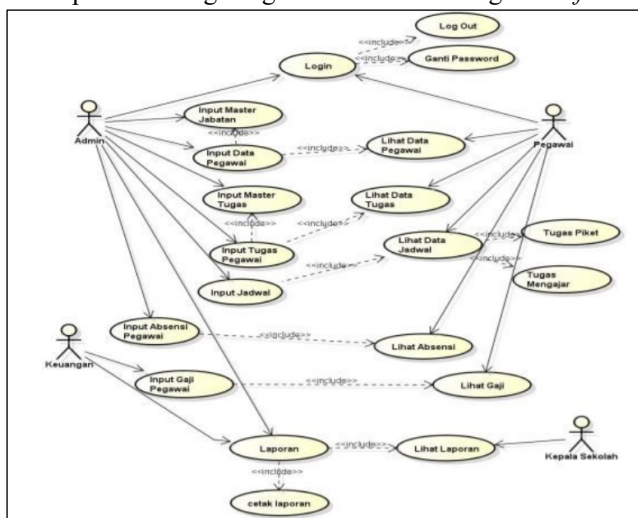 Log Out
<<include>>
Login
<<include>>
Ganti Password
Input Master
Jabatan
Admin
<<include>>
Input Data
Pegawai
<<include>>
Lihat Data
Pegawai
Pegawai
Input Master
Tugas
Lihat Data
Tugas
<<include>>
<<include>>
Input Tugas
Pegawai
Lihat Data
Jadwal
<<include>>
Tugas Piket
<<include>>
Input Jadwal
<<include>>
Tugas
Mengajar
Input Absensi
Pegawai
<<include>>
Lihat Absensi
Keuangan
Input Gaji
Pegawai
<<include>>
Lihat Gaji
Laporan
<<include>>
Lihat Laporan
Kepala Sekolah
<<include>>
cetak laporan